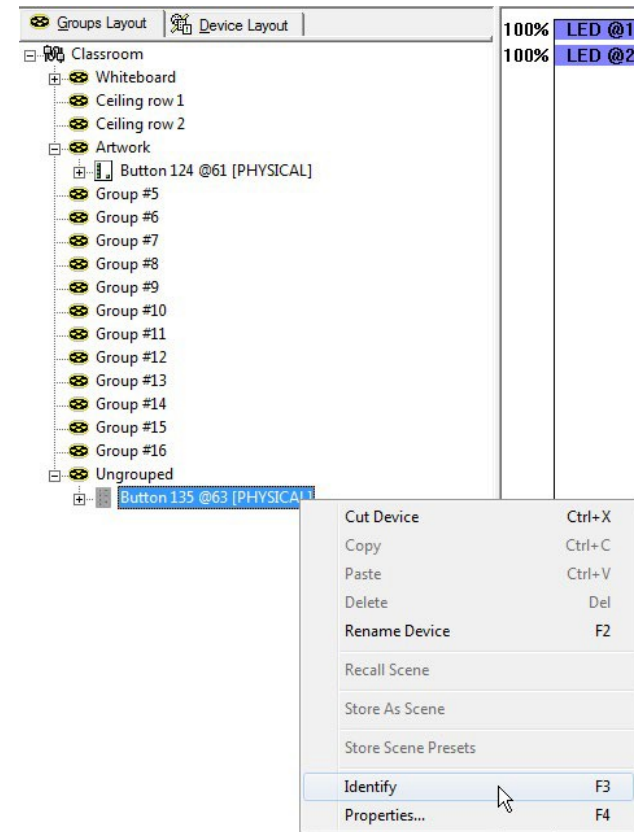 Groups Layout Device Layout
100% LED @1
Classroom
100% LED @2
Whiteboard
Ceiling row 1
Ceiling row 2
Artwork
Button 124 @61 [PHYSICAL]
Group #5
Group #6
Group #7
Group #8
Group #9
Group #10
Group #11
Group #12
Group #13
Group #14
Group #15
Group #16
Ungrouped
Button 135 @63 [PHYSICAL]
Cut Device Ctrl+X
Copy Ctrl+C
Paste Ctrl+V
Delete Del
Rename Device F2
Recall Scene
Store As Scene
Store Scene Presets
Identify F3
Properties... F4